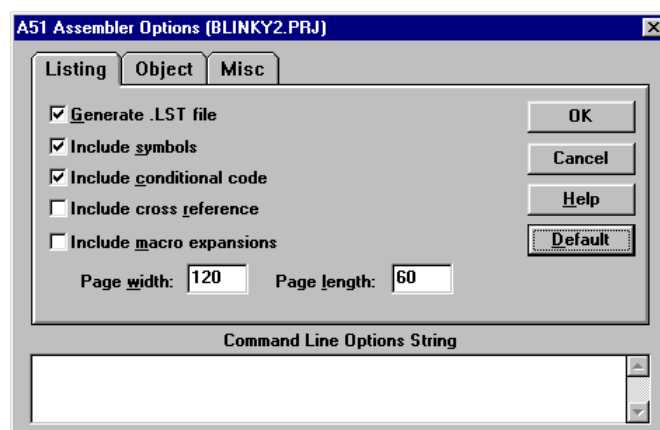 A51 Assembler Options (BLINKY2.PRJ)
Listing Object Misc
Generate .LST file
Include symbols
Include conditional code
Include cross reference
Include macro expansions
Page width: 120 Page length: 60
OK
Cancel
Help
Default
Command Line Options String